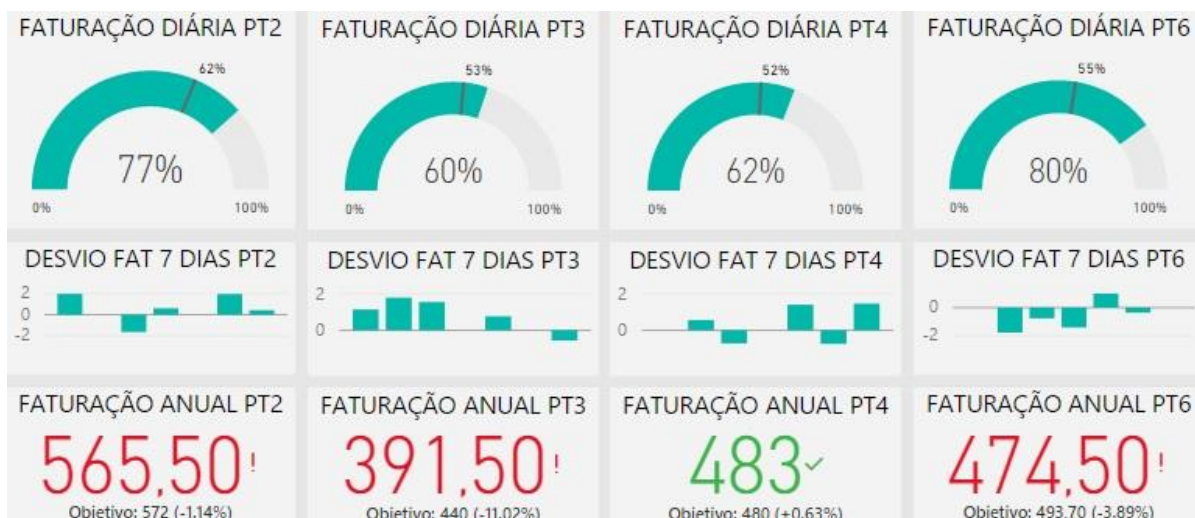 FATURAÇÃO DIÁRIA PT2
62%
77%
0%
100%
FATURAÇÃO DIÁRIA PT3
53%
60%
0%
100%
FATURAÇÃO DIÁRIA PT4
52%
62%
0%
100%
FATURAÇÃO DIÁRIA PT6
55%
80%
0%
100%
DESVIO FAT 7 DIAS PT2
2
0
-2
DESVIO FAT 7 DIAS PT3
2
0
DESVIO FAT 7 DIAS PT4
2
0
DESVIO FAT 7 DIAS PT6
0
-2
FATURAÇÃO ANUAL PT2
565,50!
Objetivo: 572 (-1.14%)
FATURAÇÃO ANUAL PT3
391,50!
Objetivo: 440 (-11.02%)
FATURAÇÃO ANUAL PT4
483✓
Objetivo: 480 (+0.63%)
FATURAÇÃO ANUAL PT6
474,50!
Objetivo: 493.70 (-3.89%)